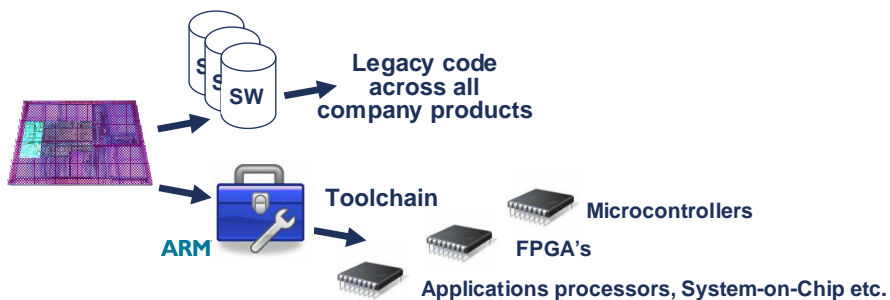 S
S
SW
Legacy code
across all
company products
Toolchain
ARM
Microcontrollers
FPGA's
Applications processors, System-on-Chip etc.